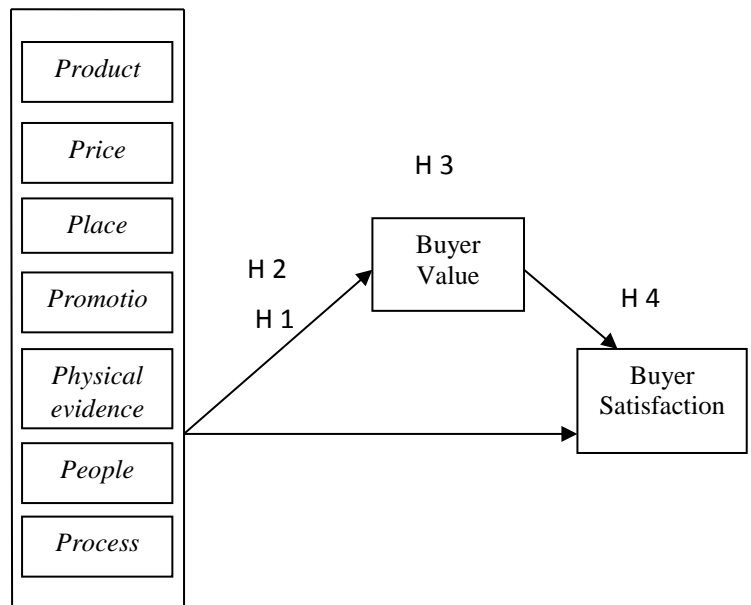 Product
Price
Place
Promotio
Physical
evidence
People
Process
H 3
Buyer
Value
H 2
H 1
H 4
Buyer
Satisfaction